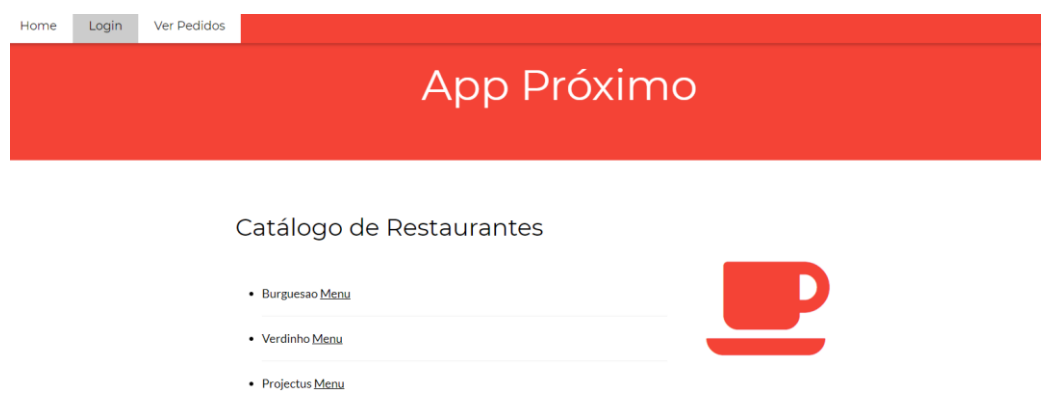 Home Login Ver Pedidos
App Próximo
Catálogo de Restaurantes
• Burguesao Menu
• Verdinho Menu
• Projectus Menu